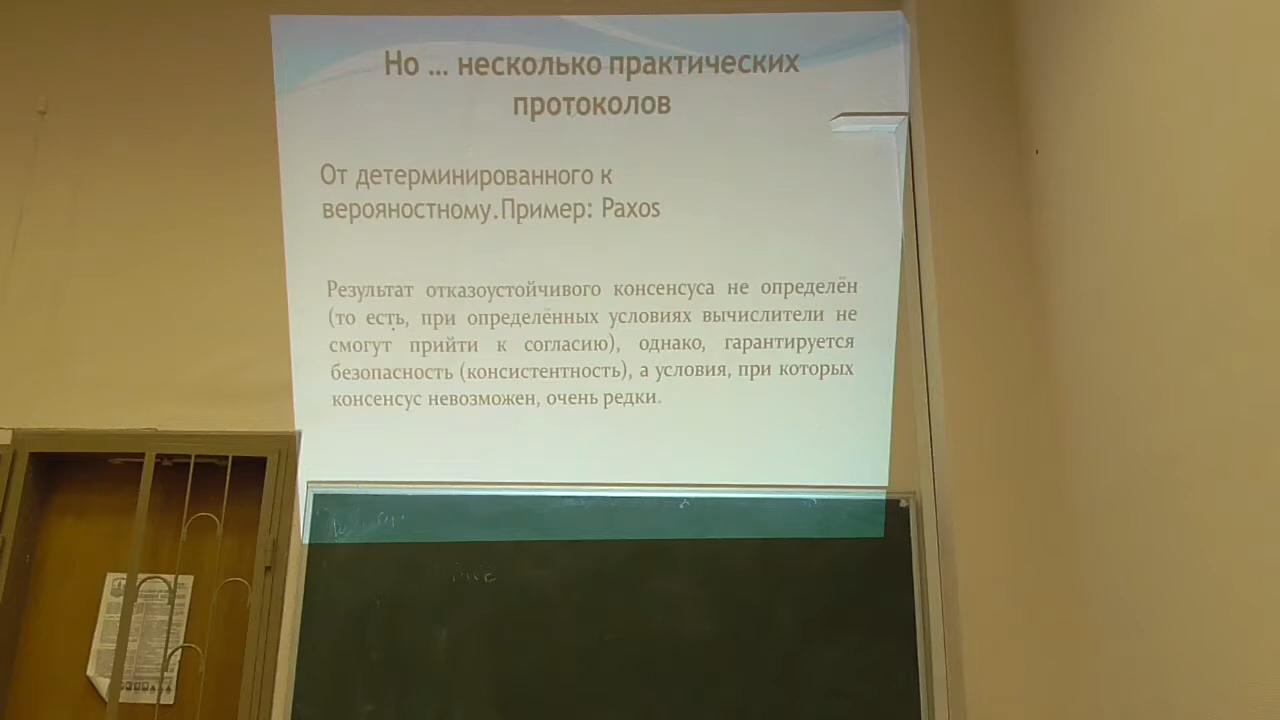 Но ... несколько практических
протоколов
От детерминированного к
верояностному.Пример: Paxos
Результат отказоустойчивого консенсуса не определён
(то есть, при определённых условиях вычислители не
смогут прийти к согласию), однако, гарантируется
безопасность (консистентность), а условия, при которых
консенсус невозможен, очень редки.